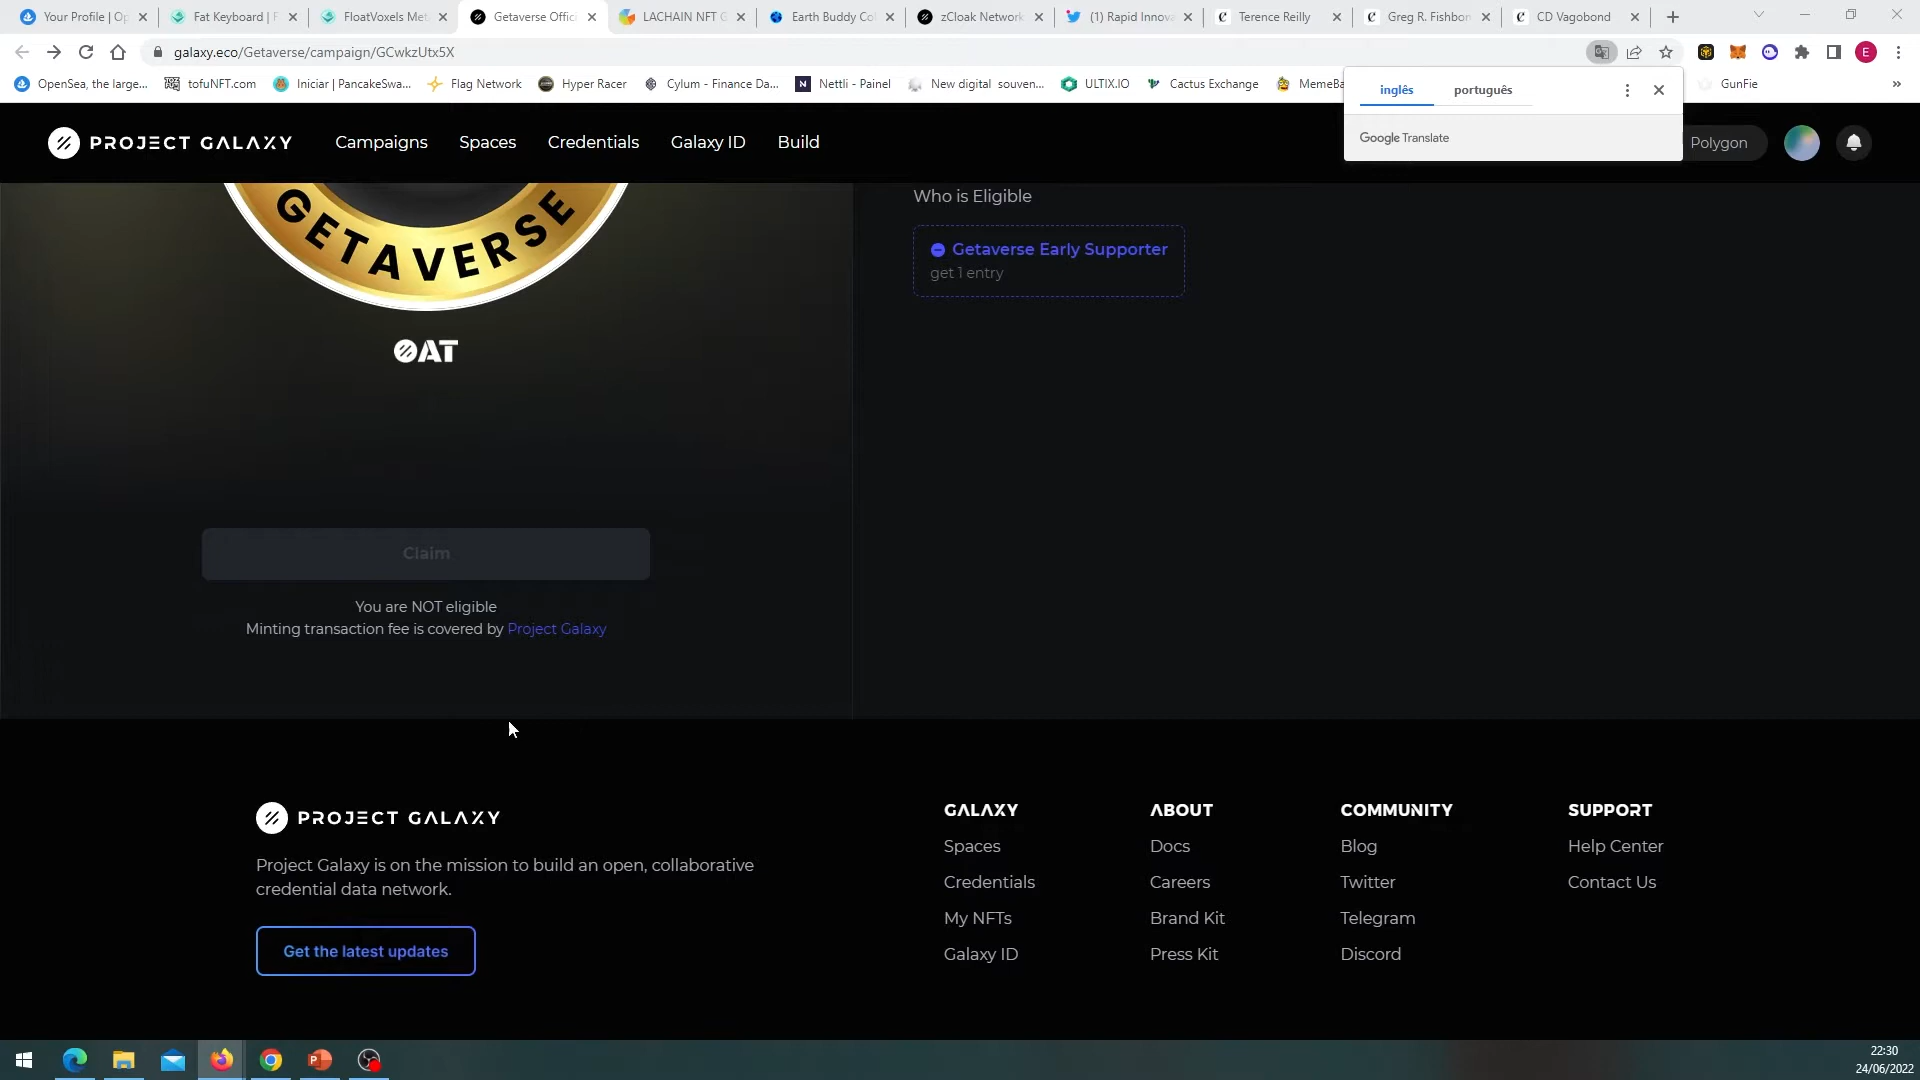 Your Profile | Op
Fat Keyboard | F
FloatVoxels Met
Getaverse Offic
LACHAIN NFT G
Earth Buddy Co
zCloak Network
(1) Rapid Innova
Terence Reilly
Greg R. Fishbon
CD Vagobond
galaxy.eco/Getaverse/campaign/GCwkzUtx5X
E
OpenSea, the large...
tofuNFT.com
Iniciar | PancakeSwa...
Flag Network
Hyper Racer
Cylum - Finance Da...
Nettli - Painel
New digital souven...
ULTIX.IO
Cactus Exchange
MemeBa
GunFie
»
inglês
português
Google Translate
PROJECT GALAXY
Campaigns
Spaces
Credentials
Galaxy ID
Build
Polygon
GETAVERSE
OAT
Who is Eligible
Getaverse Early Supporter
get 1 entry
Claim
You are NOT eligible
Minting transaction fee is covered by Project Galaxy
PROJECT GALAXY
Project Galaxy is on the mission to build an open, collaborative
credential data network.
Get the latest updates
GALAXY
Spaces
Credentials
My NFTs
Galaxy ID
ABOUT
Docs
Careers
Brand Kit
Press Kit
COMMUNITY
Blog
Twitter
Telegram
Discord
SUPPORT
Help Center
Contact Us
22:30
24/06/2022